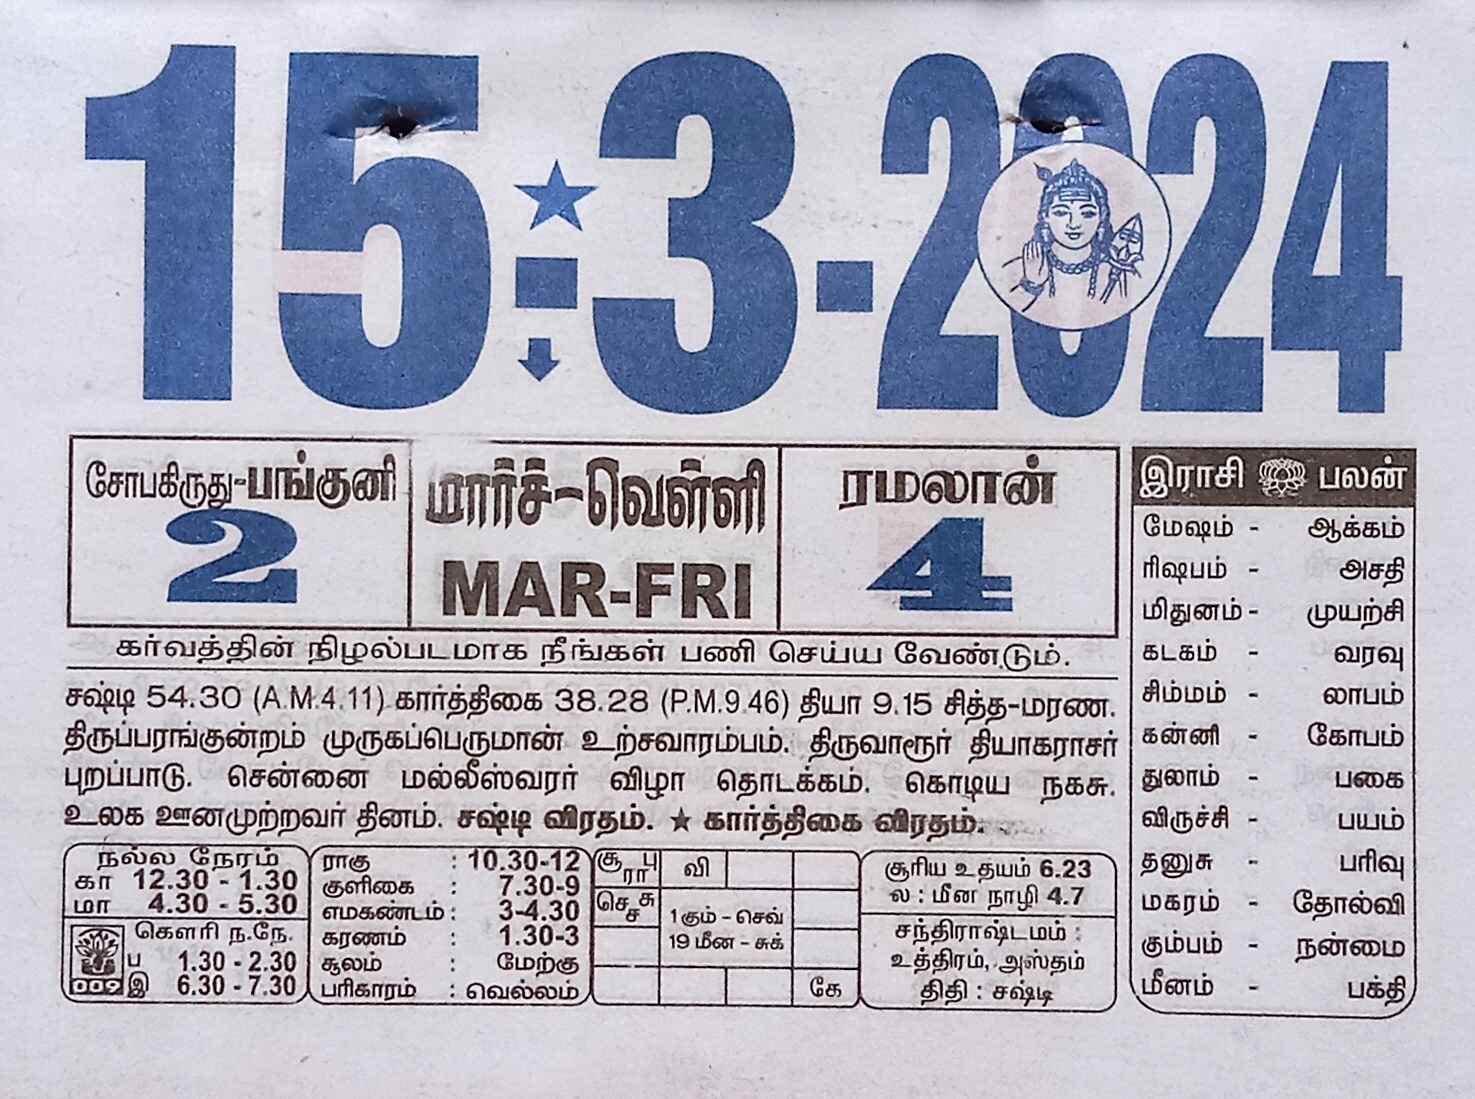 15-3-2024
சோபகிருது-பங்குனி
2
மார்ச்-வெள்ளி
MAR-FRI
ரமலான்
4
கர்வத்தின் நிழல்படமாக நீங்கள் பணி செய்ய வேண்டும்.
சஷ்டி 54.30 (A.M.4.11) கார்த்திகை 38.28 (P.M.9.46) தியா 9.15 சித்த-மரண.
திருப்பரங்குன்றம் முருகப்பெருமான் உற்சவாரம்பம். திருவாரூர் தியாகராசர்
புறப்பாடு. சென்னை மல்லீஸ்வரர் விழா தொடக்கம். கொடிய நகசு.
உலக ஊனமுற்றவர் தினம். சஷ்டி விரதம். ★ கார்த்திகை விரதம்.
நல்ல நேரம்
கா 12.30 - 1.30
மா 4.30 - 5.30
கௌரி ந.நே.
ப 1.30 - 2.30
009 இ 6.30 - 7.30
ராகு : 10.30-12
குளிகை : 7.30-9
எமகண்டம் : 3-4.30
கரணம் : 1.30-3
சூலம் : மேற்கு
பரிகாரம் : வெல்லம்
சூ பு வி
ரா
செ சு
ச
1 கும் - செவ்
19 மீன - சுக்
கே
சூரிய உதயம் 6.23
ல : மீன நாழி 4.7
சந்திராஷ்டமம் :
உத்திரம், அஸ்தம்
திதி : சஷ்டி
இராசி பலன்
மேஷம் - ஆக்கம்
ரிஷபம் - அசதி
மிதுனம் - முயற்சி
கடகம் - வரவு
சிம்மம் - லாபம்
கன்னி - கோபம்
துலாம் - பகை
விருச்சி - பயம்
தனுசு - பரிவு
மகரம் - தோல்வி
கும்பம் - நன்மை
மீனம் - பக்தி